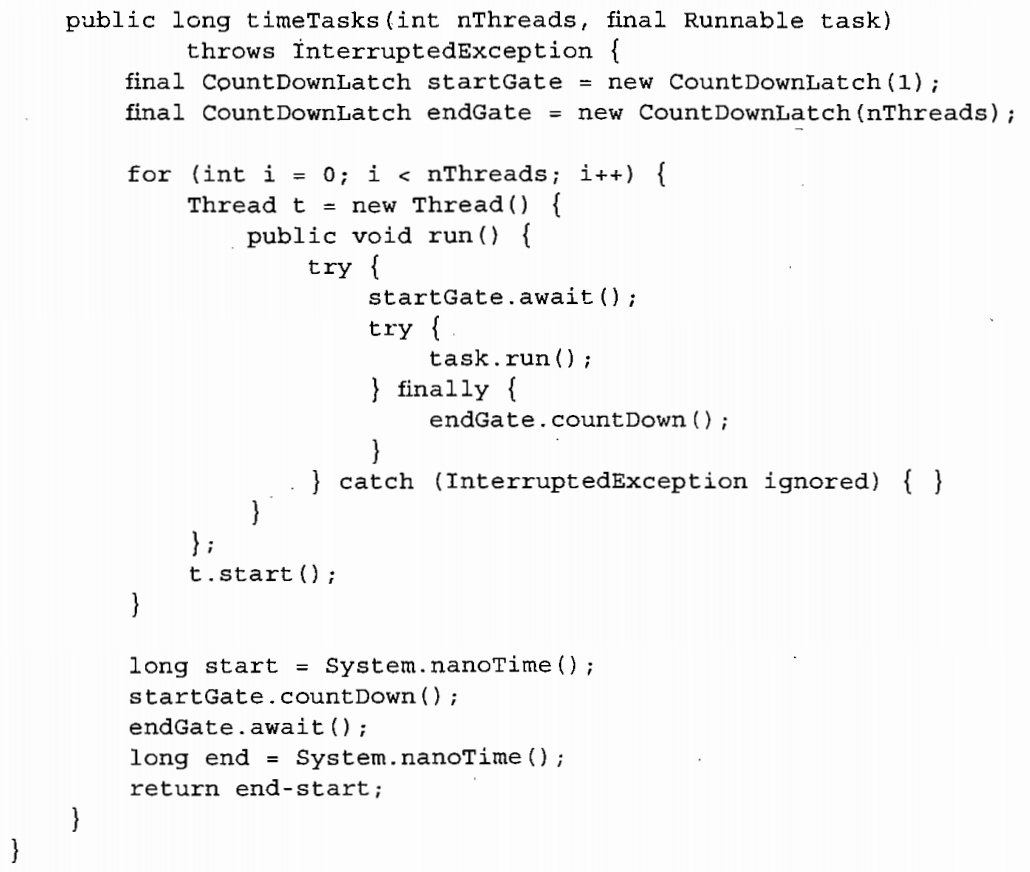 public long timeTasks(int nThreads, final Runnable task)
throws InterruptedException {
final CountDownLatch startGate = new CountDownLatch(1);
final CountDownLatch endGate = new CountDownLatch(nThreads);
for (int i = 0; i < nThreads; i++) {
Thread t = new Thread() {
public void run() {
try {
startGate.await();
try {
task.run();
} finally {
endGate.countDown();
}
} catch (InterruptedException ignored) { }
}
};
t.start();
}
long start = System.nanoTime();
startGate.countDown();
endGate.await();
long end = System.nanoTime();
return end-start;
}
}